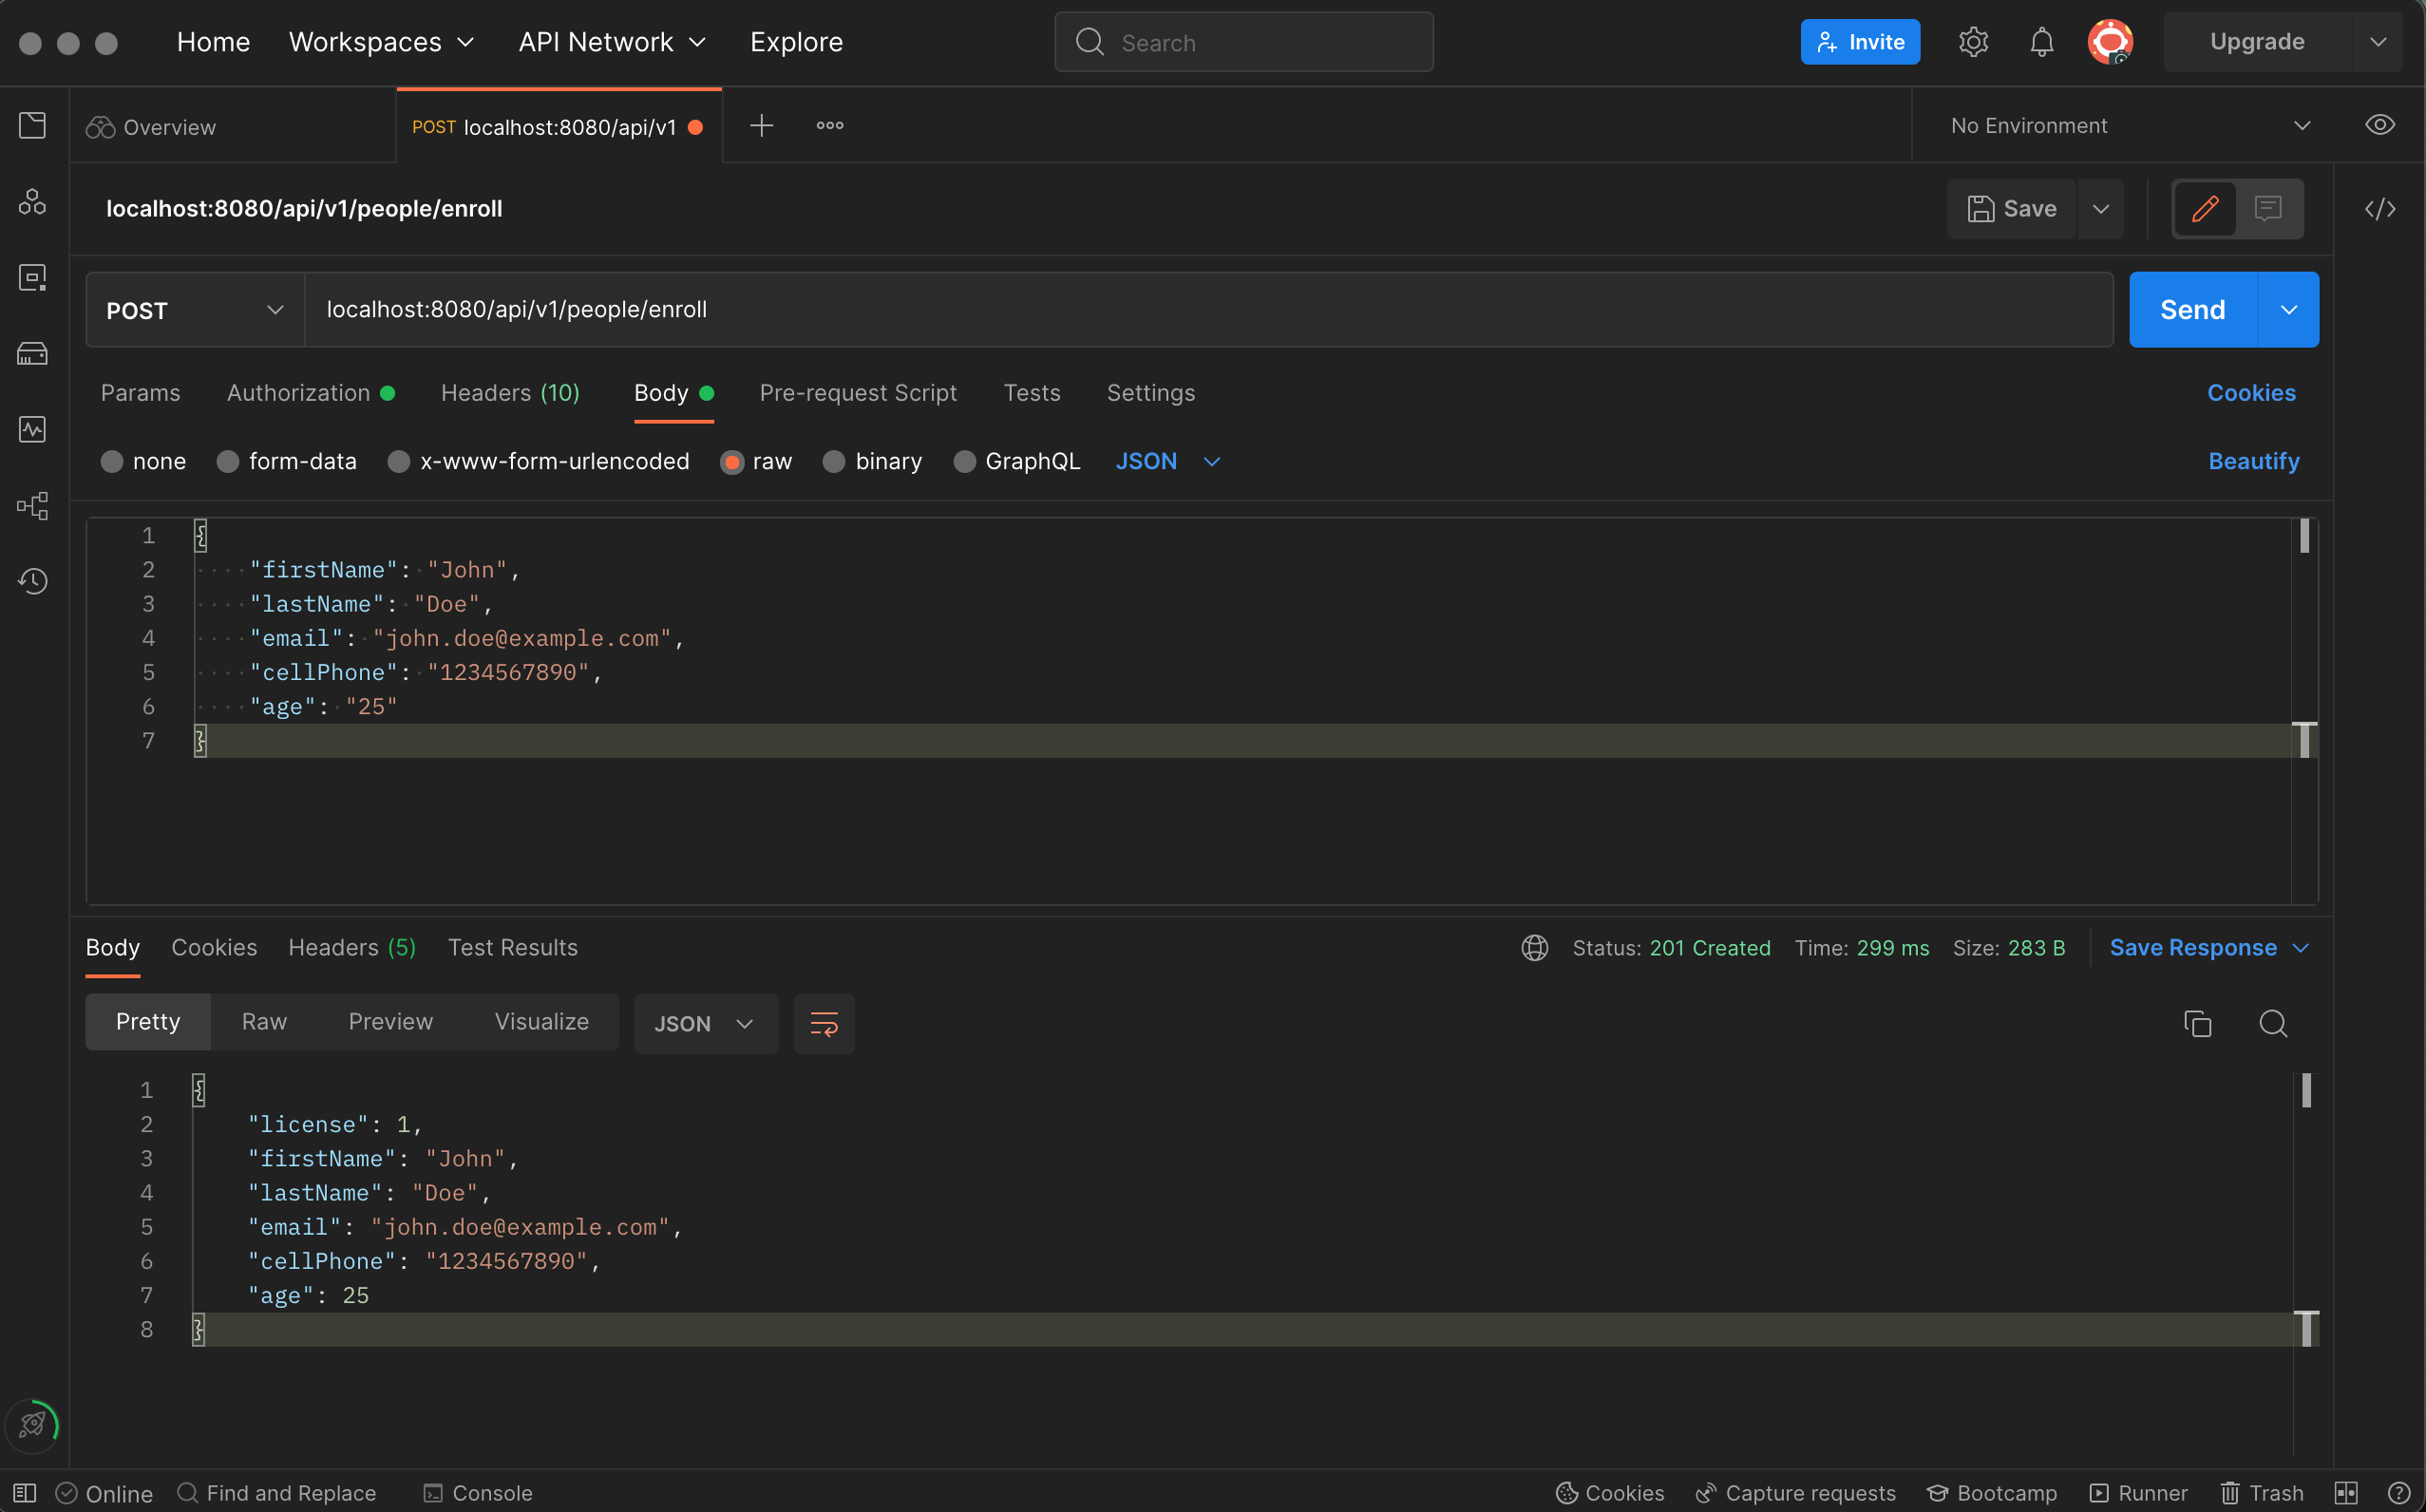 Home Workspaces API Network Explore Search Invite Upgrade
Overview POST localhost:8080/api/v1 No Environment
localhost:8080/api/v1/people/enroll Save
POST localhost:8080/api/v1/people/enroll Send
Params Authorization Headers (10) Body Pre-request Script Tests Settings Cookies
none form-data x-www-form-urlencoded raw binary GraphQL JSON Beautify
1 {
2 "firstName": "John",
3 "lastName": "Doe",
4 "email": "john.doe@example.com",
5 "cellPhone": "1234567890",
6 "age": "25"
7 }
Body Cookies Headers (5) Test Results Status: 201 Created Time: 299 ms Size: 283 B Save Response
Pretty Raw Preview Visualize JSON
1 {
2 "license": 1,
3 "firstName": "John",
4 "lastName": "Doe",
5 "email": "john.doe@example.com",
6 "cellPhone": "1234567890",
7 "age": 25
8 }
Online Find and Replace Console Cookies Capture requests Bootcamp Runner Trash